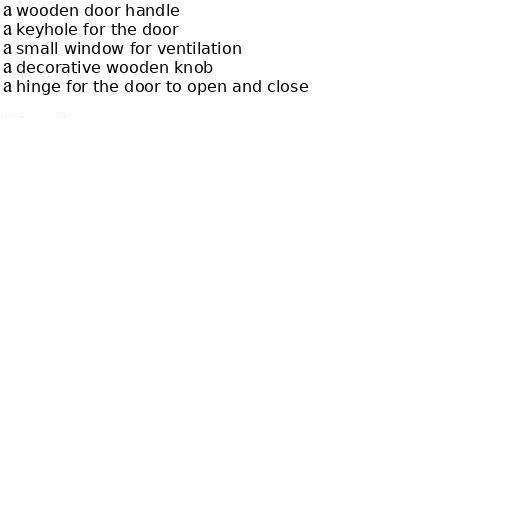 a wooden door handle
a keyhole for the door
a small window for ventilation
a decorative wooden knob
a hinge for the door to open and close